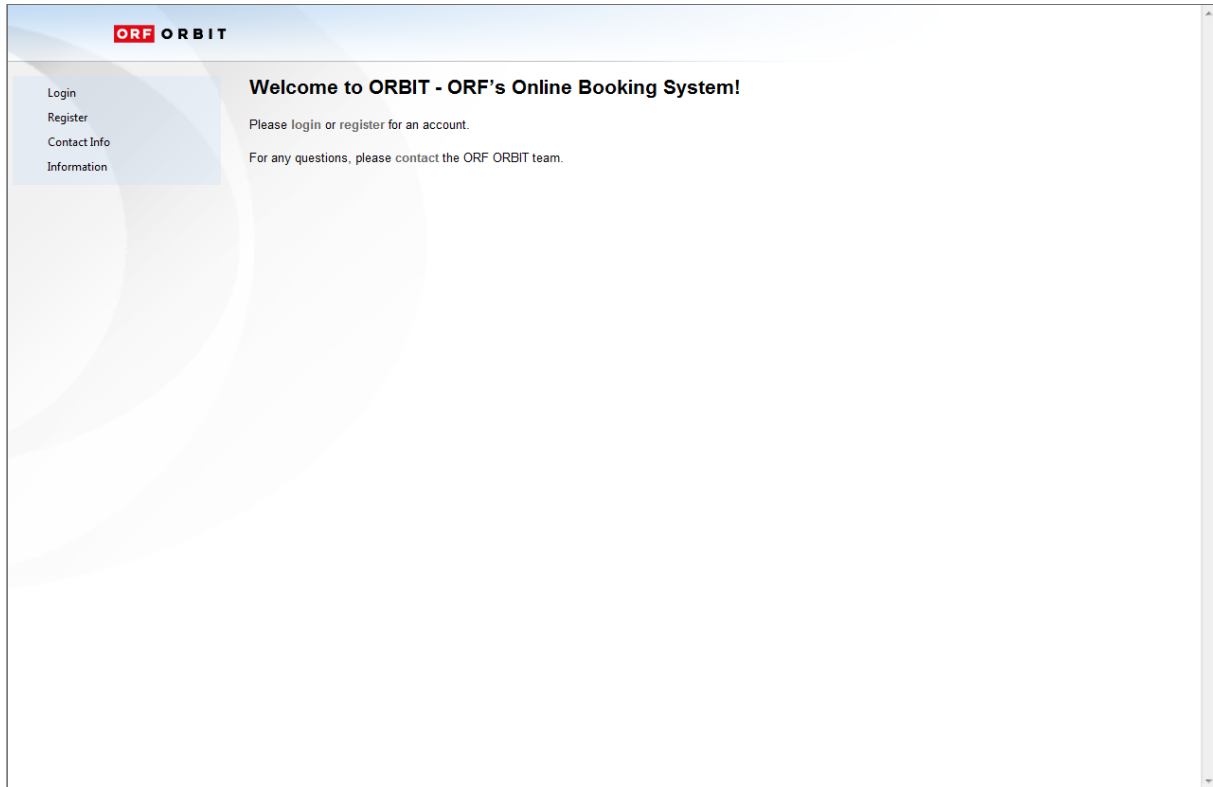 ORF ORBIT
Login
Register
Contact Info
Information
Welcome to ORBIT - ORF’s Online Booking System!
Please login or register for an account.
For any questions, please contact the ORF ORBIT team.